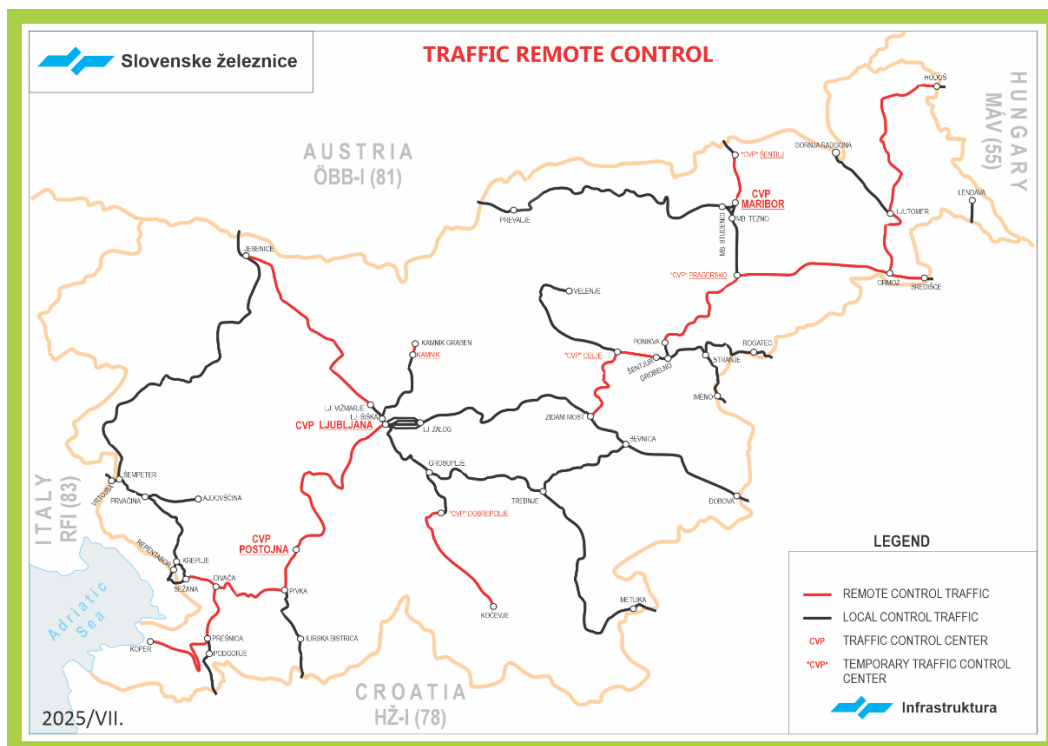 Slovenske železnice
TRAFFIC REMOTE CONTROL
HUNGARY
MÁV (55)
HODOŠ
AUSTRIA
ÖBB-I (81)
"CVP" ŠENTILJ
GORNJA RADGONA
CVP
MARIBOR
LENDAVA
PREVALJE
MB. STUDENCI
MB. TEZNO
LJUTOMER
JESENICE
"CVP" PRAGERSKO
ORMOŽ
SREDIŠČE
VELENJE
KAMNIK GRABEN
KAMNIK
PONIKVA
"CVP" CELJE
ŠENTJUR
GROBELNO
STRANJE
ROGATEC
IMENO
LJ. VIŽMARJE
LJ. ŠIŠKA
CVP LJUBLJANA
LJ. ZALOG
ZIDANI MOST
SEVNICA
GROSUPLJE
ITALY
RFI (83)
ŠEMPETER
VRTOJBA
PRVAČINA
AJDOVŠČINA
TREBNJE
DOBOVA
"CVP" DOBREPOLJE
CVP
POSTOJNA
REPENTABOR
KREPLJE
SEŽANA
DIVAČA
PIVKA
KOČEVJE
METLIKA
Adriatic
Sea
KOPER
PREŠNICA
PODGORJE
ILIRSKA BISTRICA
CROATIA
HŽ-I (78)
2025/VII.
LEGEND
REMOTE CONTROL TRAFFIC
LOCAL CONTROL TRAFFIC
CVP TRAFFIC CONTROL CENTER
"CVP" TEMPORARY TRAFFIC CONTROL
CENTER
Infrastruktura